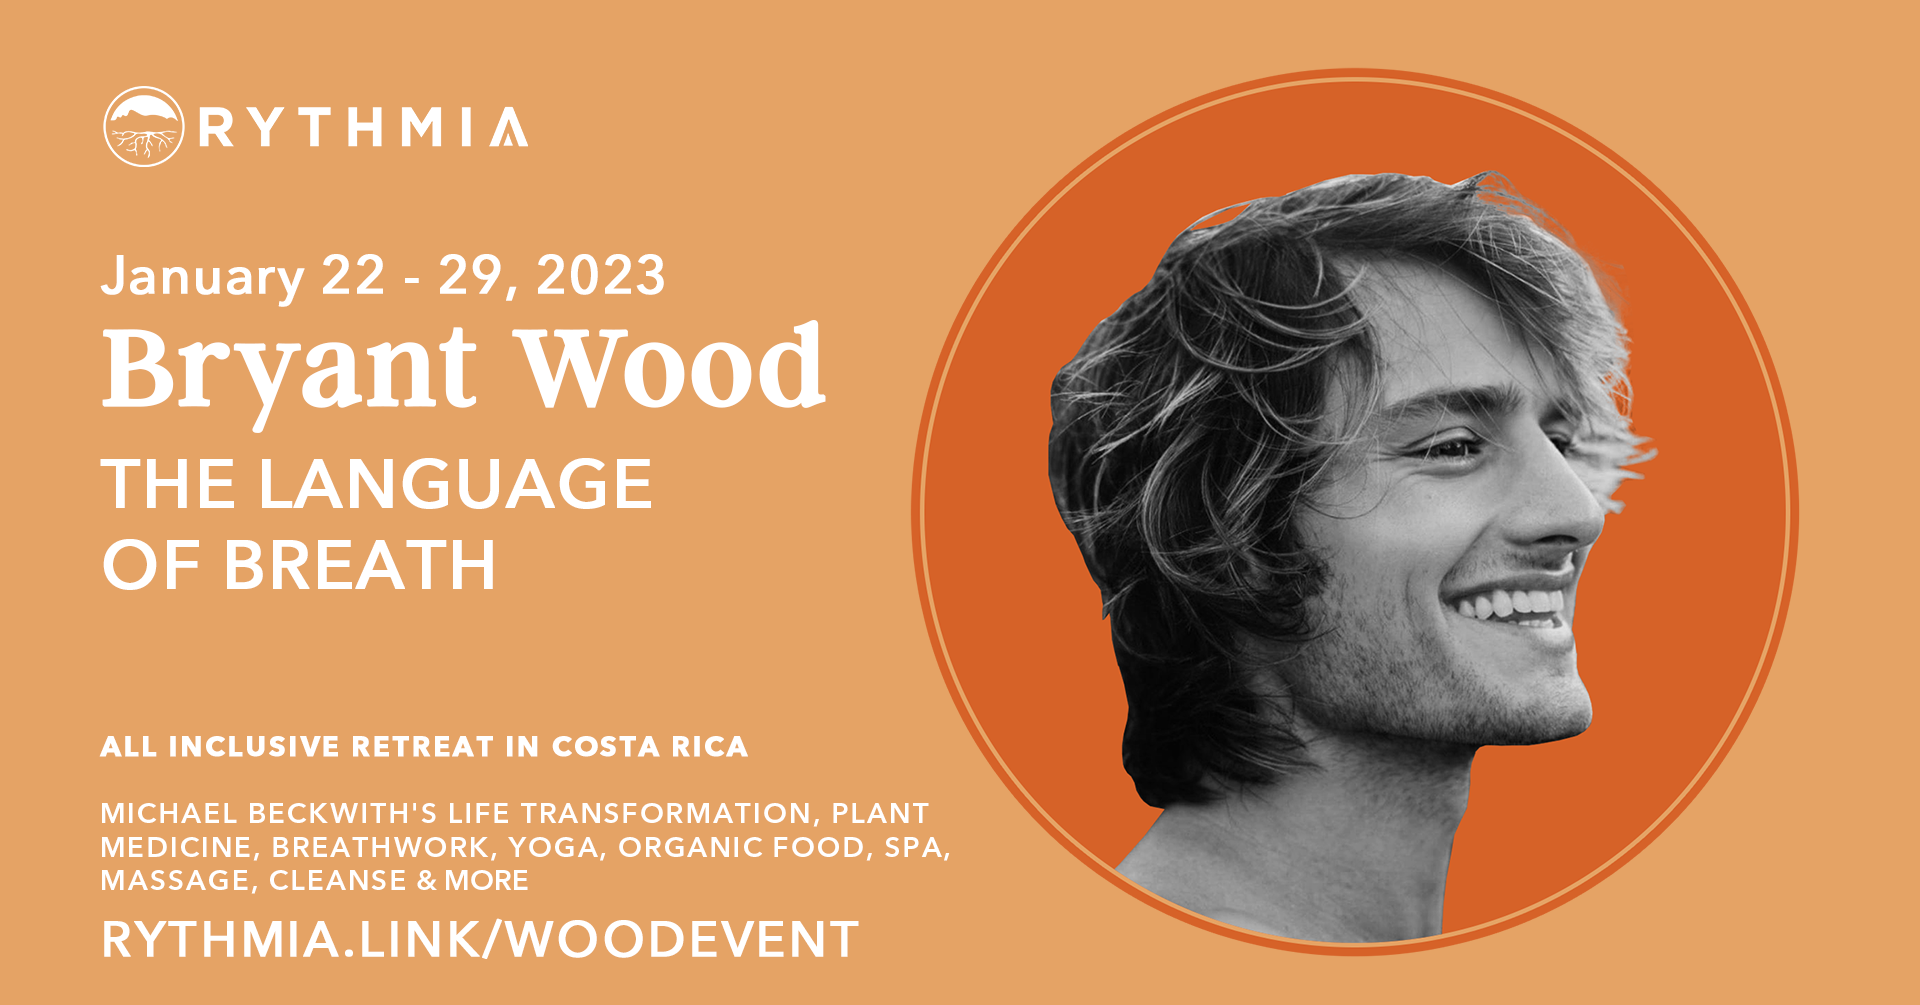 RYTHMIA
January 22 - 29, 2023
Bryant Wood
THE LANGUAGE
OF BREATH
ALL INCLUSIVE RETREAT IN COSTA RICA
MICHAEL BECKWITH'S LIFE TRANSFORMATION, PLANT
MEDICINE, BREATHWORK, YOGA, ORGANIC FOOD, SPA,
MASSAGE, CLEANSE & MORE
RYTHMIA.LINK/WOODEVENT